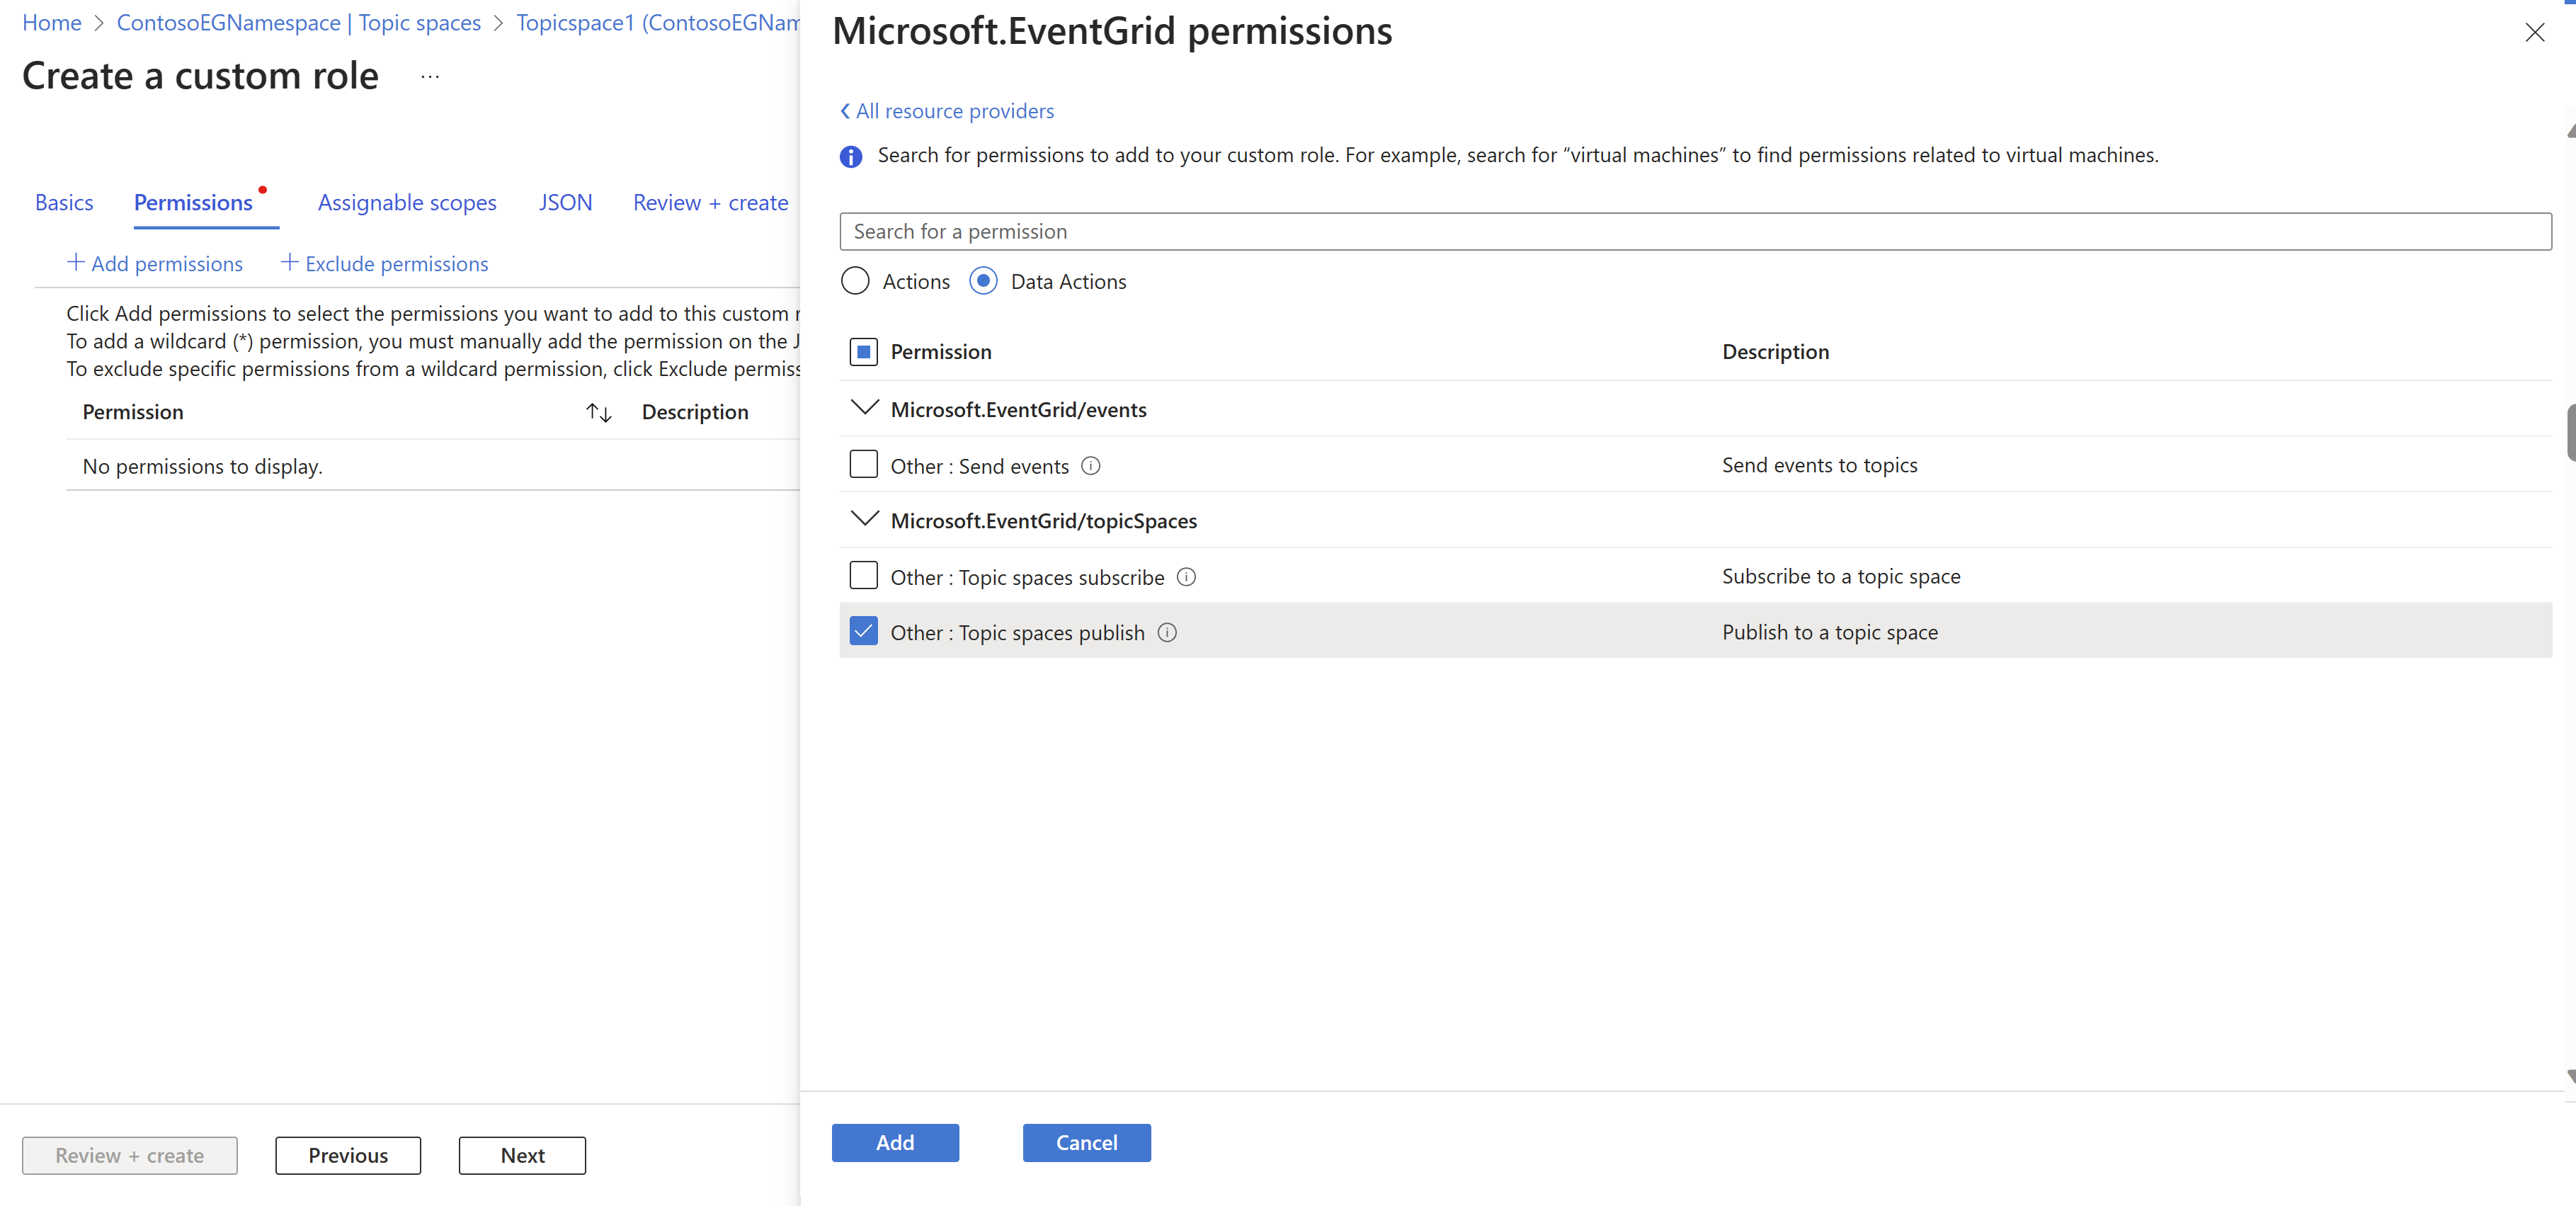 Home > ContosoEGNamespace | Topic spaces > Topicspace1 (ContosoEGNam
Create a custom role ...
Basics Permissions Assignable scopes JSON Review + create
+ Add permissions + Exclude permissions
Click Add permissions to select the permissions you want to add to this custom r
To add a wildcard (*) permission, you must manually add the permission on the J
To exclude specific permissions from a wildcard permission, click Exclude permiss
Permission Description
No permissions to display.
Review + create Previous Next
Microsoft.EventGrid permissions
All resource providers
Search for permissions to add to your custom role. For example, search for “virtual machines” to find permissions related to virtual machines.
Search for a permission
Actions Data Actions
Permission Description
Microsoft.EventGrid/events
Other : Send events Send events to topics
Microsoft.EventGrid/topicSpaces
Other : Topic spaces subscribe Subscribe to a topic space
Other : Topic spaces publish Publish to a topic space
Add Cancel